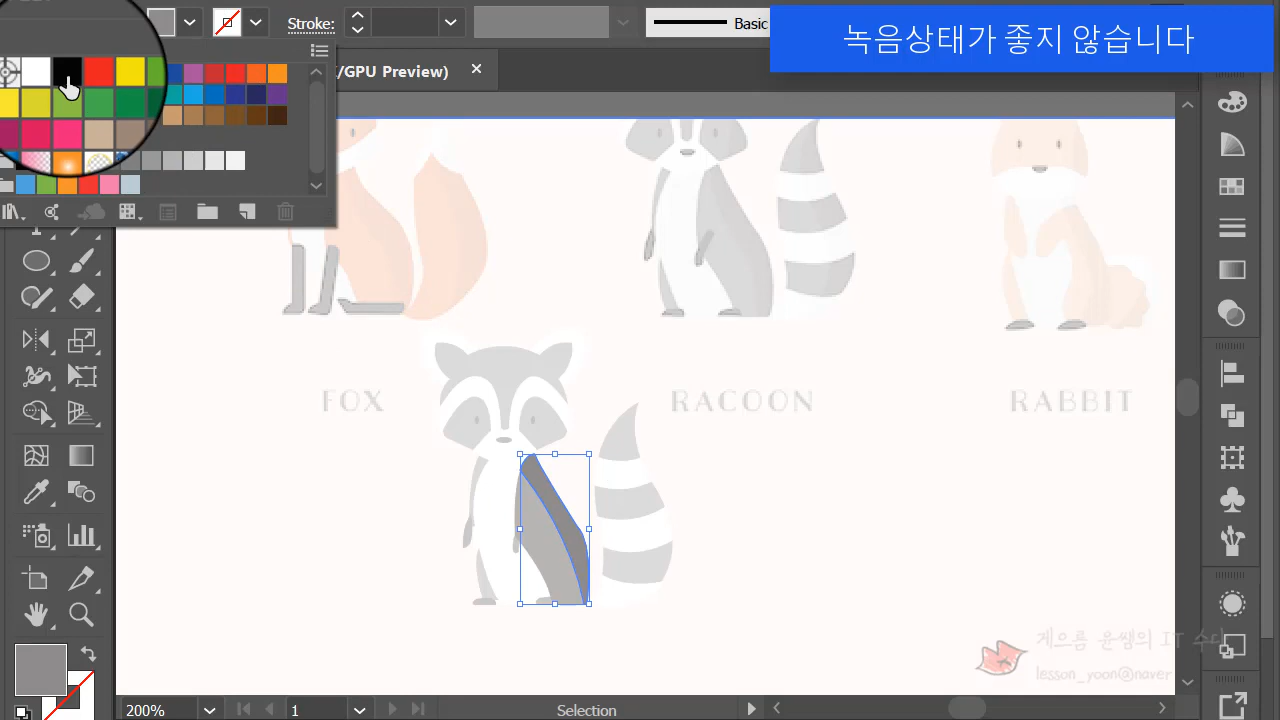 Stroke:
Basic
녹음상태가 좋지 않습니다
/GPU Preview)
FOX
RACOON
RABBIT
게으름 윤쌤의 IT 수다
lesson_yoon@naver
200%
1
Selection